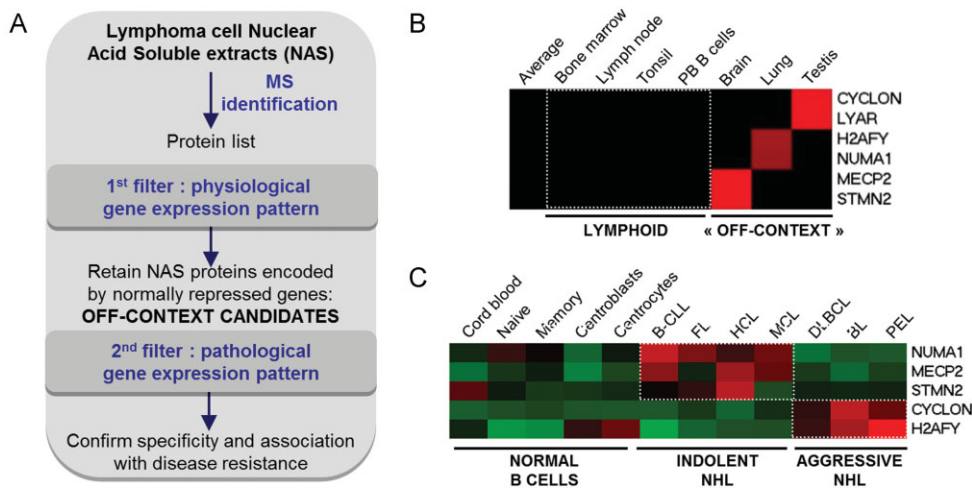 A
Lymphoma cell Nuclear
Acid Soluble extracts (NAS)
MS
identification
Protein list
1st filter : physiological
gene expression pattern
Retain NAS proteins encoded
by normally repressed genes:
OFF-CONTEXT CANDIDATES
2nd filter : pathological
gene expression pattern
Confirm specificity and association
with disease resistance
B
Average
Bone marrow
Lymph node
Tonsil
PB B cells
Brain
Lung
Testis
CYCLON
LYAR
H2AFY
NUMA1
MECP2
STMN2
LYMPHOID
« OFF-CONTEXT »
C
Cord blood
Naive
Memory
Centroblasts
Centrocytes
B-CLL
FL
HCL
MCL
DLBCL
BL
PEL
NUMA1
MECP2
STMN2
CYCLON
H2AFY
NORMAL
B CELLS
INDOLENT
NHL
AGGRESSIVE
NHL